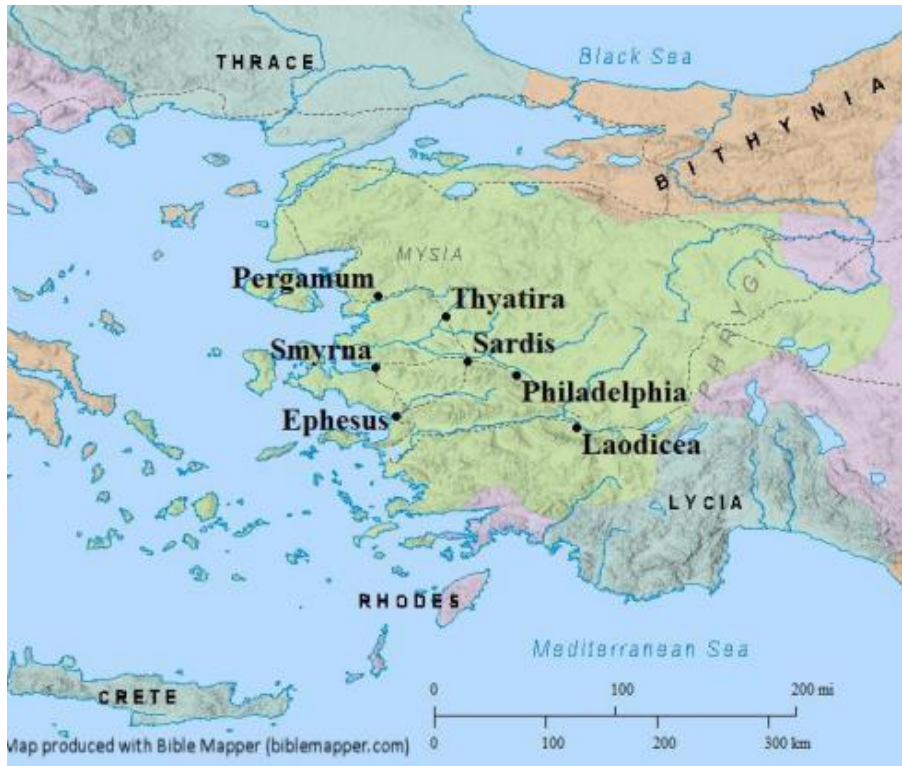 Black Sea
THRACE
BITHYNIA
MYSIA
Pergamum
Thyatira
PHRYGI
Smyrna
Sardis
Philadelphia
Ephesus
Laodicea
LYCIA
RHODES
Mediterranean Sea
CRETE
0 100 200 mi
0 100 200 300 km
Map produced with Bible Mapper (biblemapper.com)